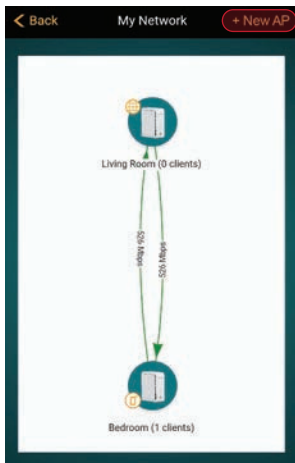 Back My Network + New AP
Living Room (0 clients)
526 Mbps 526 Mbps
Bedroom (1 clients)